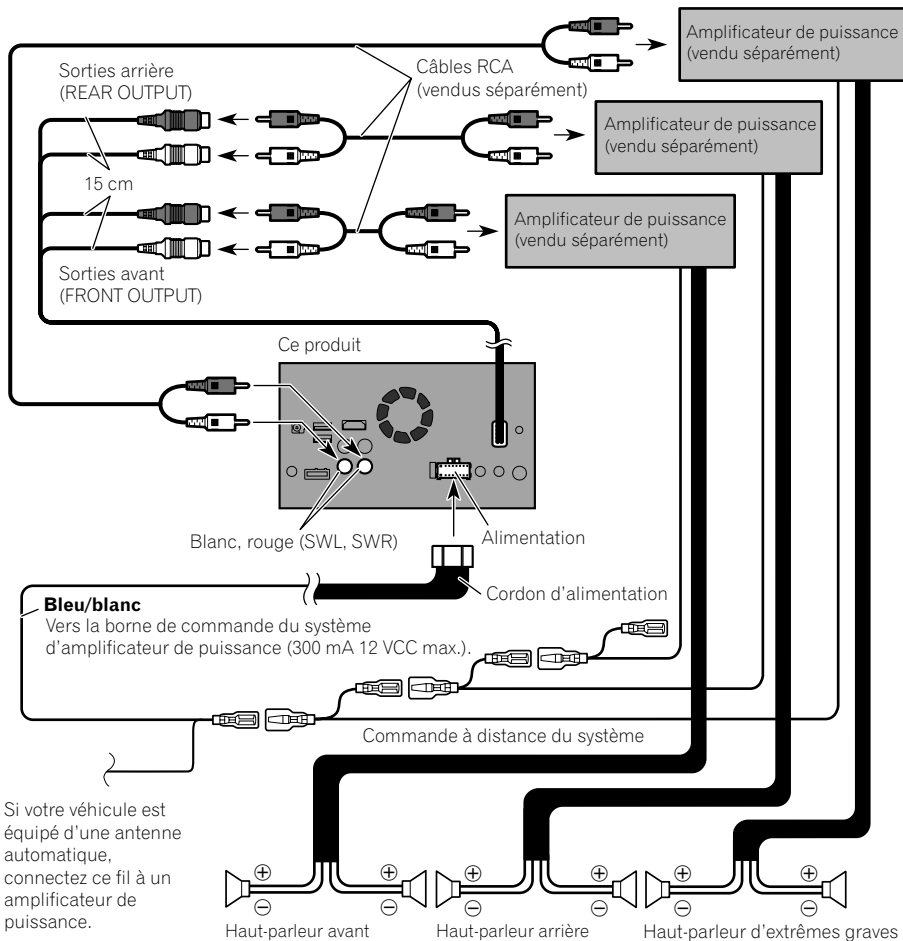 Amplificateur de puissance
(vendu séparément)
Sorties arrière
(REAR OUTPUT)
Câbles RCA
(vendus séparément)
Amplificateur de puissance
(vendu séparément)
15 cm
Amplificateur de puissance
(vendu séparément)
Sorties avant
(FRONT OUTPUT)
Ce produit
Blanc, rouge (SWL, SWR)
Alimentation
Cordon d'alimentation
Bleu/blanc
Vers la borne de commande du système
d'amplificateur de puissance (300 mA 12 VCC max.).
Commande à distance du système
Si votre véhicule est
équipé d'une antenne
automatique,
connectez ce fil à un
amplificateur de
puissance.
+ + + + + +
− − − − − −
Haut-parleur avant
Haut-parleur arrière
Haut-parleur d'extrêmes graves